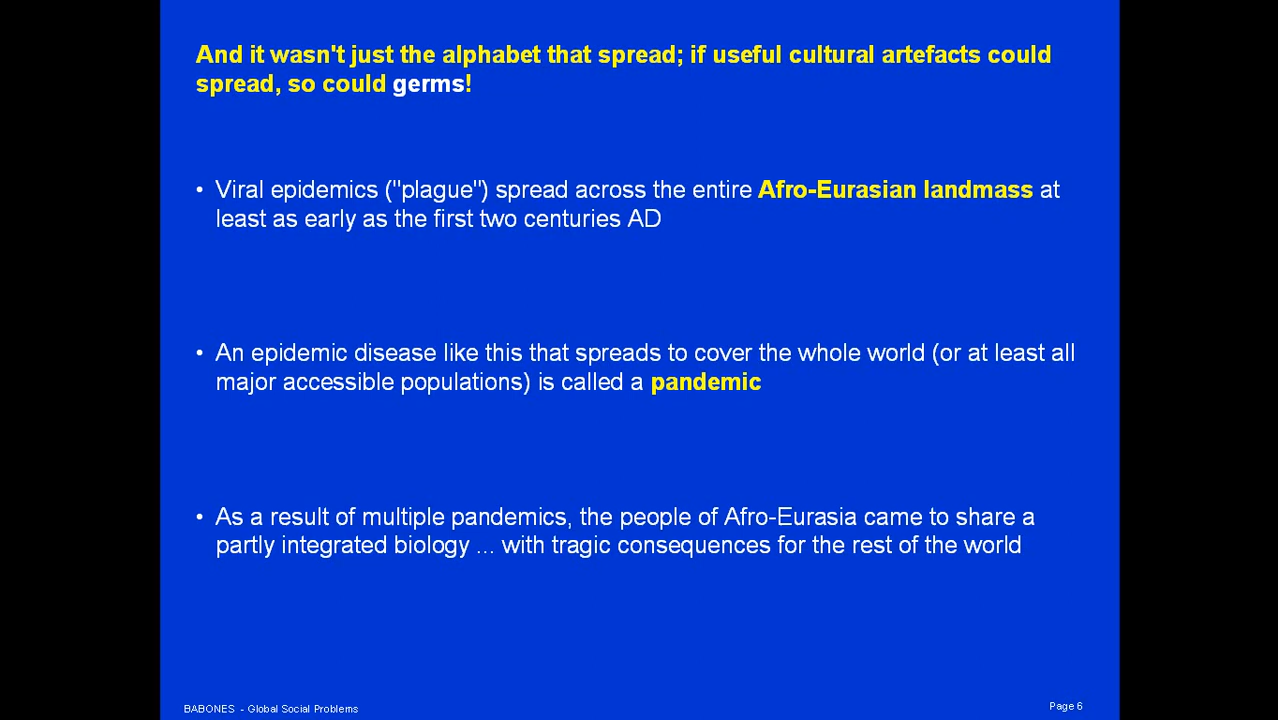 And it wasn't just the alphabet that spread; if useful cultural artefacts could
spread, so could germs!
• Viral epidemics ("plague") spread across the entire Afro-Eurasian landmass at
least as early as the first two centuries AD
• An epidemic disease like this that spreads to cover the whole world (or at least all
major accessible populations) is called a pandemic
• As a result of multiple pandemics, the people of Afro-Eurasia came to share a
partly integrated biology ... with tragic consequences for the rest of the world
BABONES - Global Social Problems
Page 6